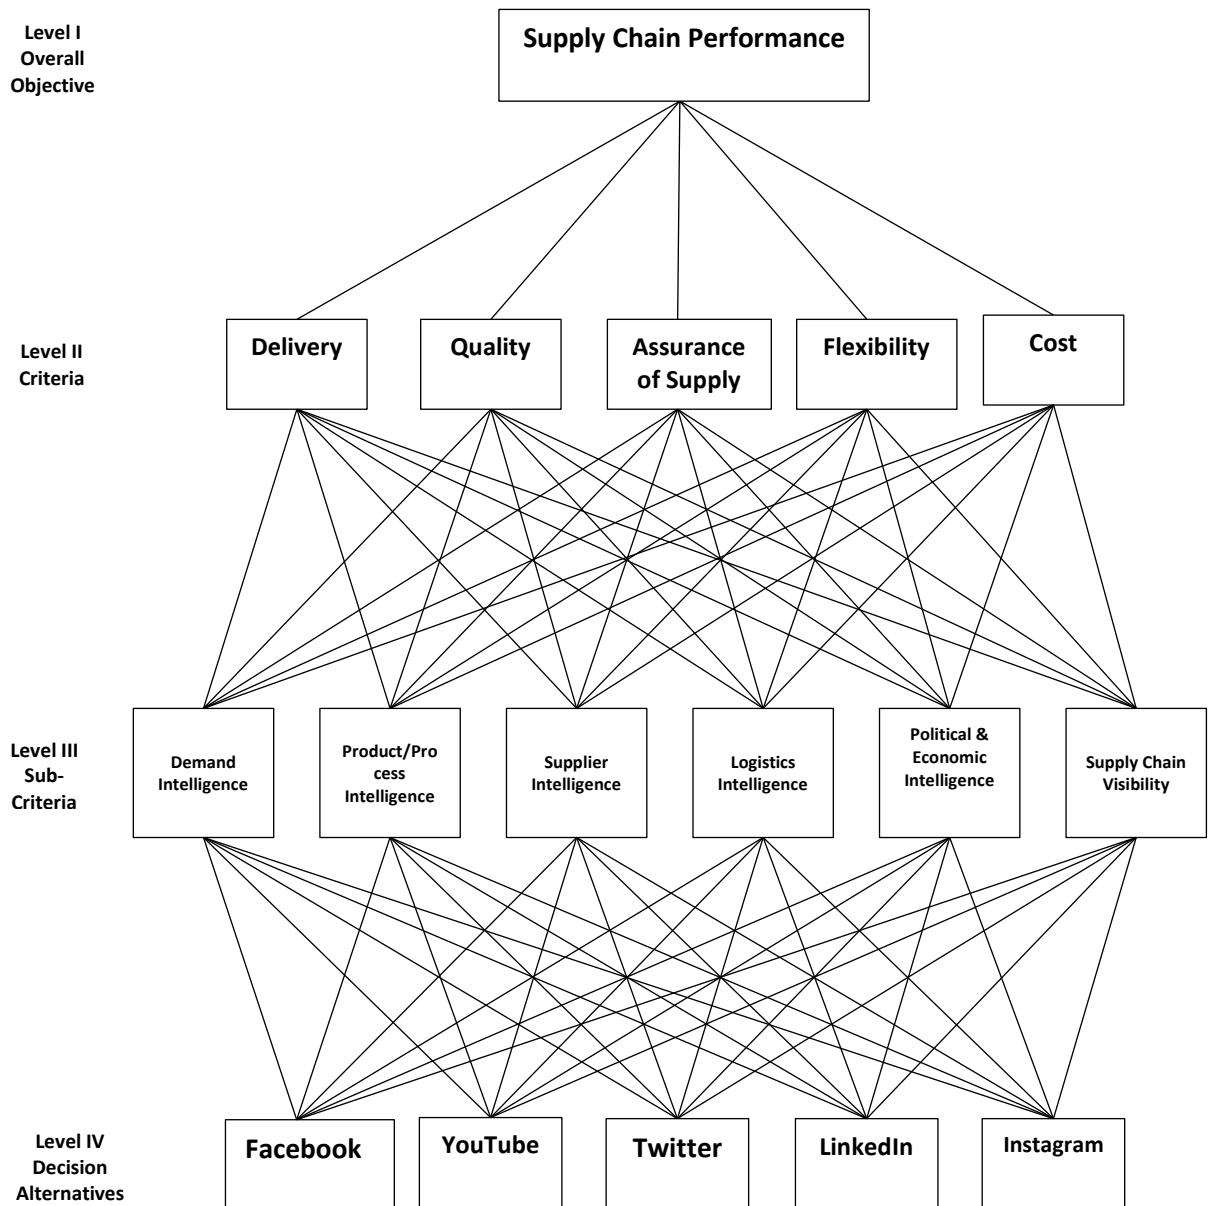 Level I
Overall
Objective
Supply Chain Performance
Level II
Criteria
Delivery
Quality
Assurance
of Supply
Flexibility
Cost
Level III
Sub-
Criteria
Demand
Intelligence
Product/Pro
cess
Intelligence
Supplier
Intelligence
Logistics
Intelligence
Political &
Economic
Intelligence
Supply Chain
Visibility
Level IV
Decision
Alternatives
Facebook
YouTube
Twitter
LinkedIn
Instagram